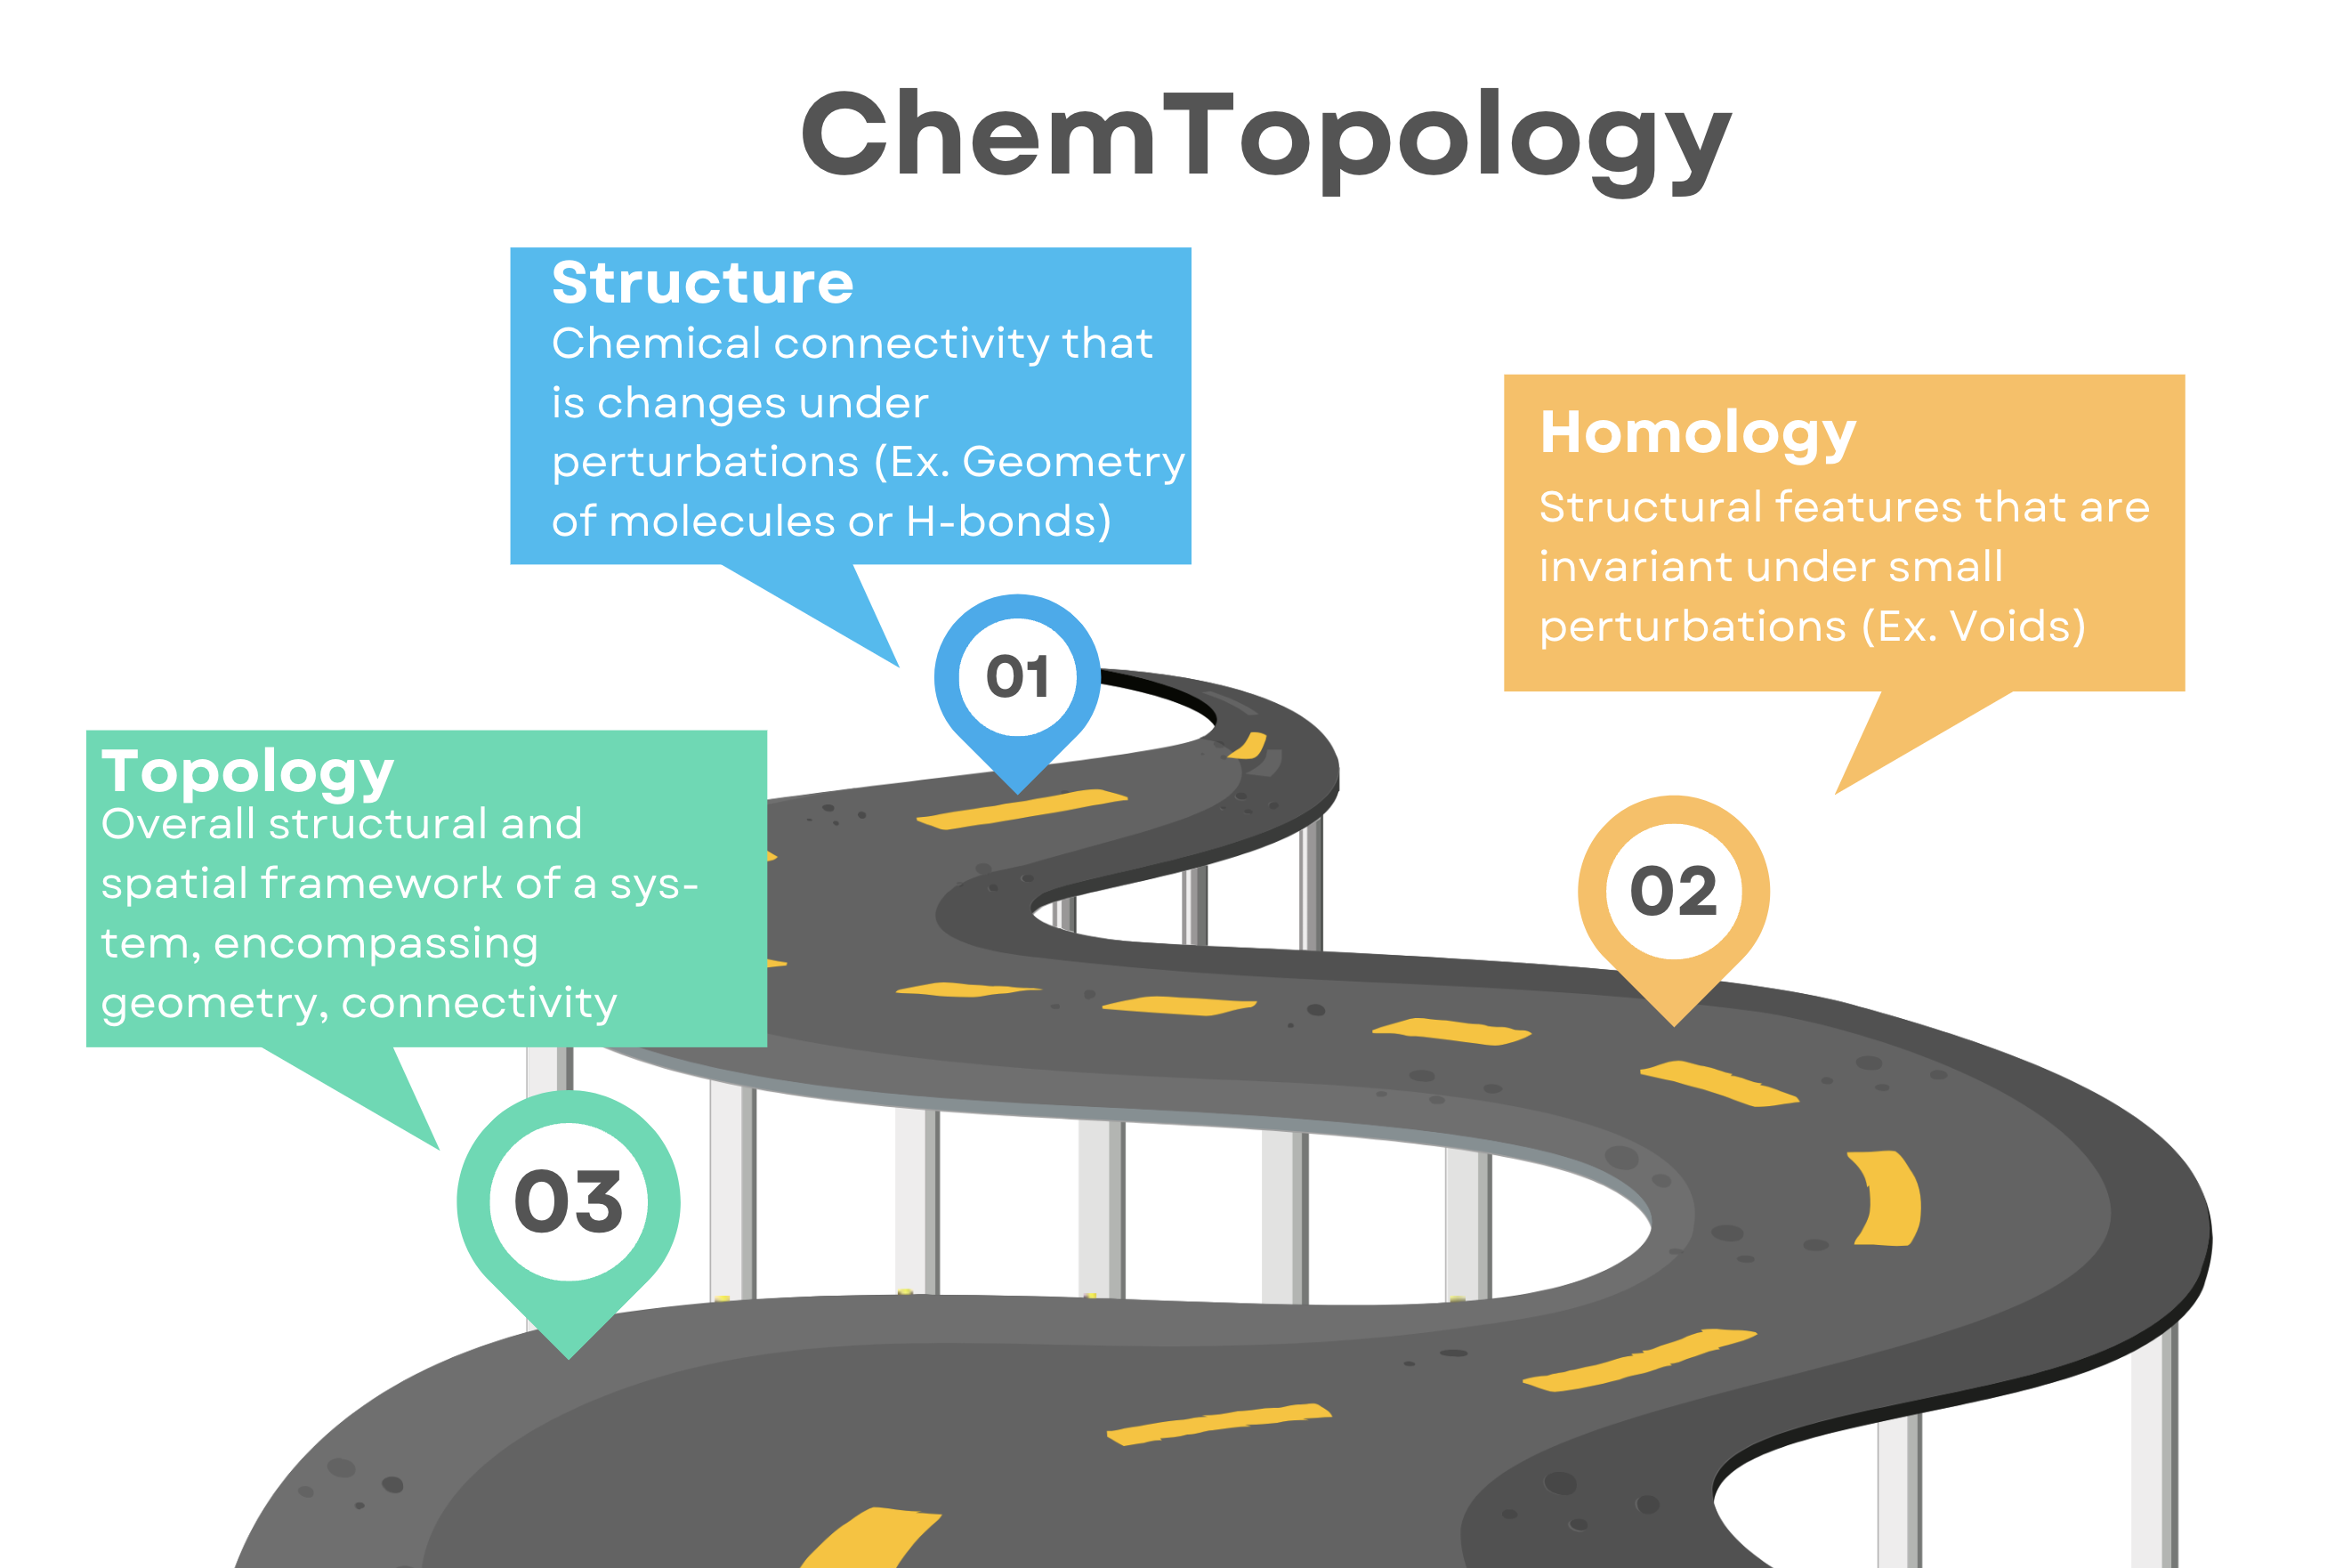 ChemTopology
Structure
Chemical connectivity that
is changes under
perturbations (Ex. Geometry
of molecules or H-bonds)
01
Homology
Structural features that are
invariant under small
perturbations (Ex. Voids)
02
Topology
Overall structural and
spatial framework of a sys-
tem, encompassing
geometry, connectivity
03